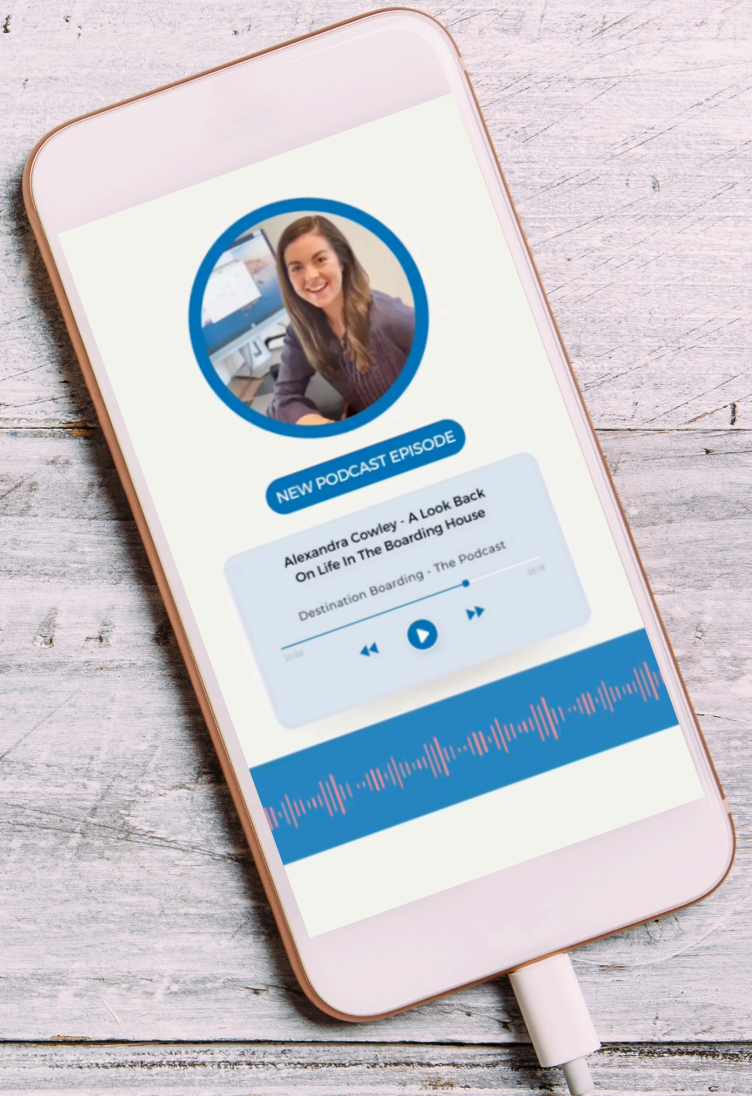 NEW PODCAST EPISODE
Alexandra Cowley - A Look Back
On Life In The Boarding House
Destination Boarding - The Podcast